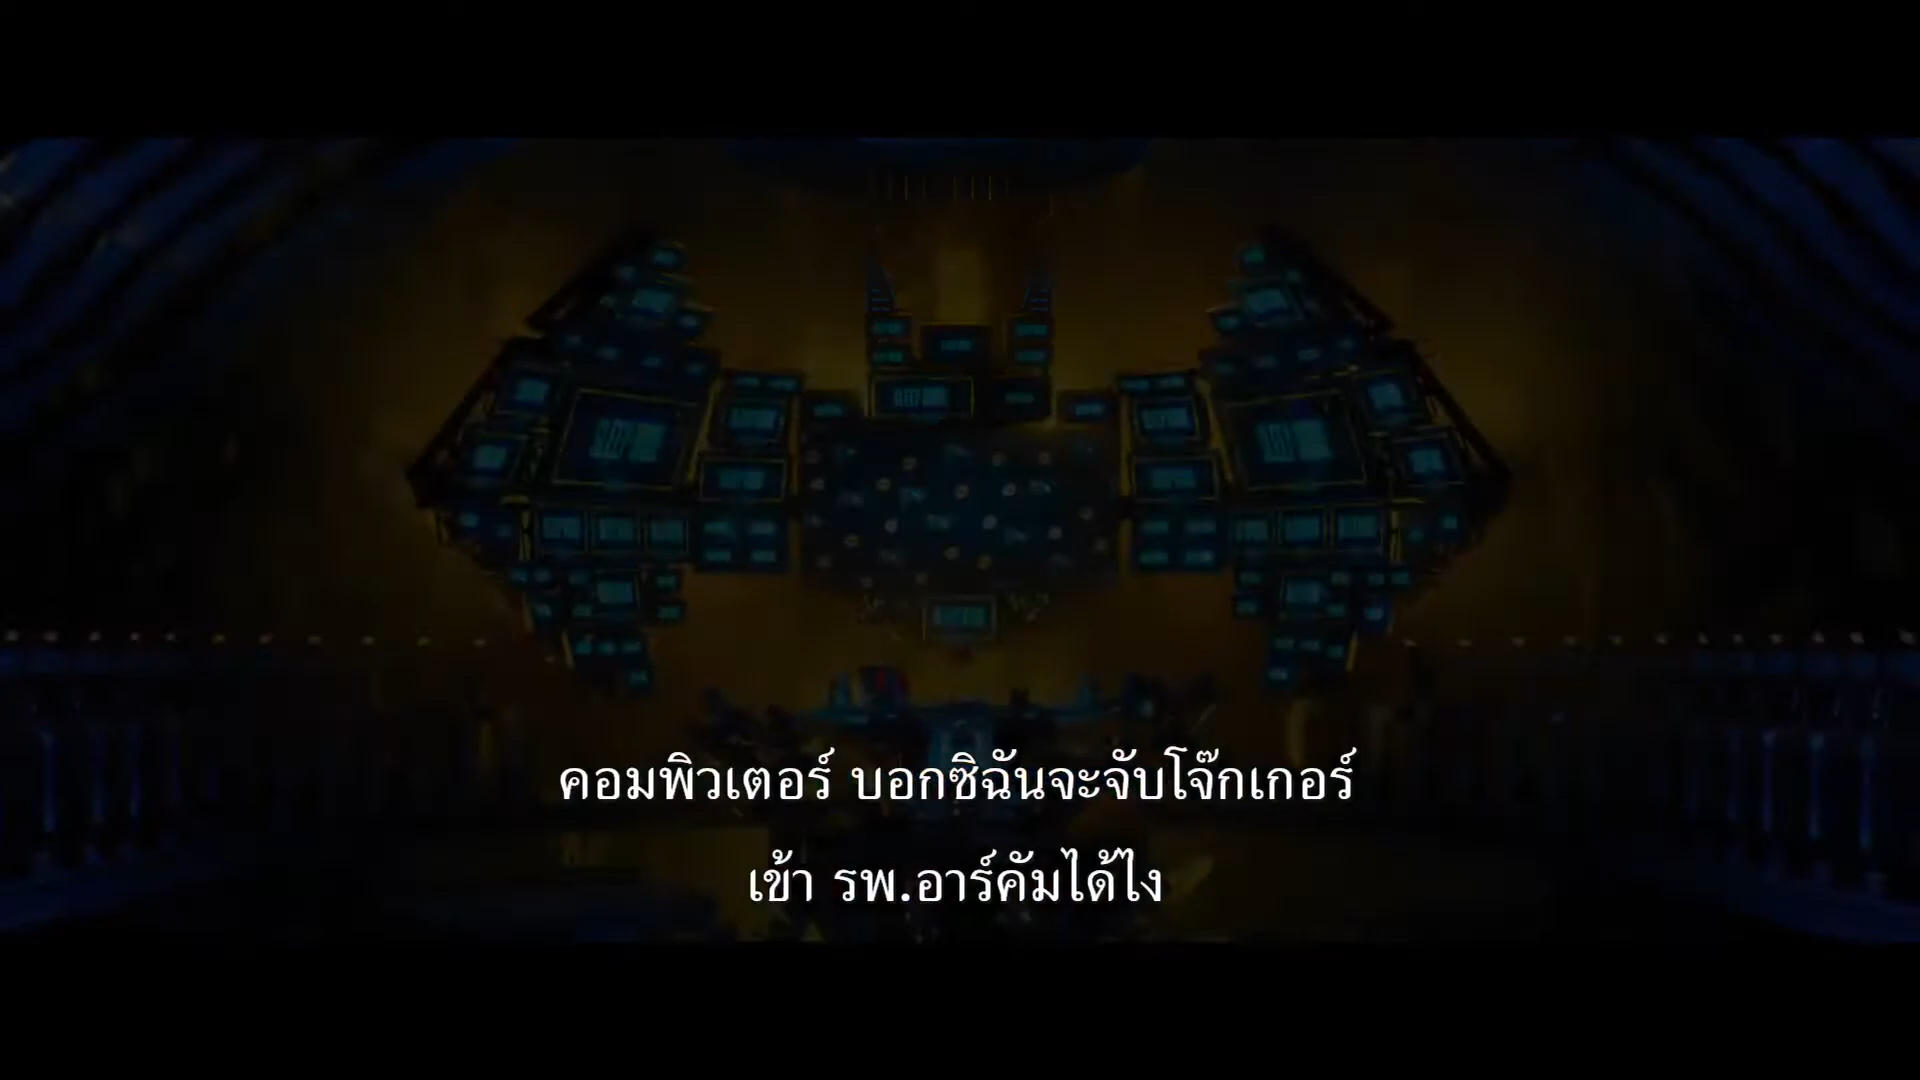 คอมพิวเตอร์ บอกซิฉันจะจับโจ๊กเกอร์
เข้า รพ.อาร์คัมได้ไง